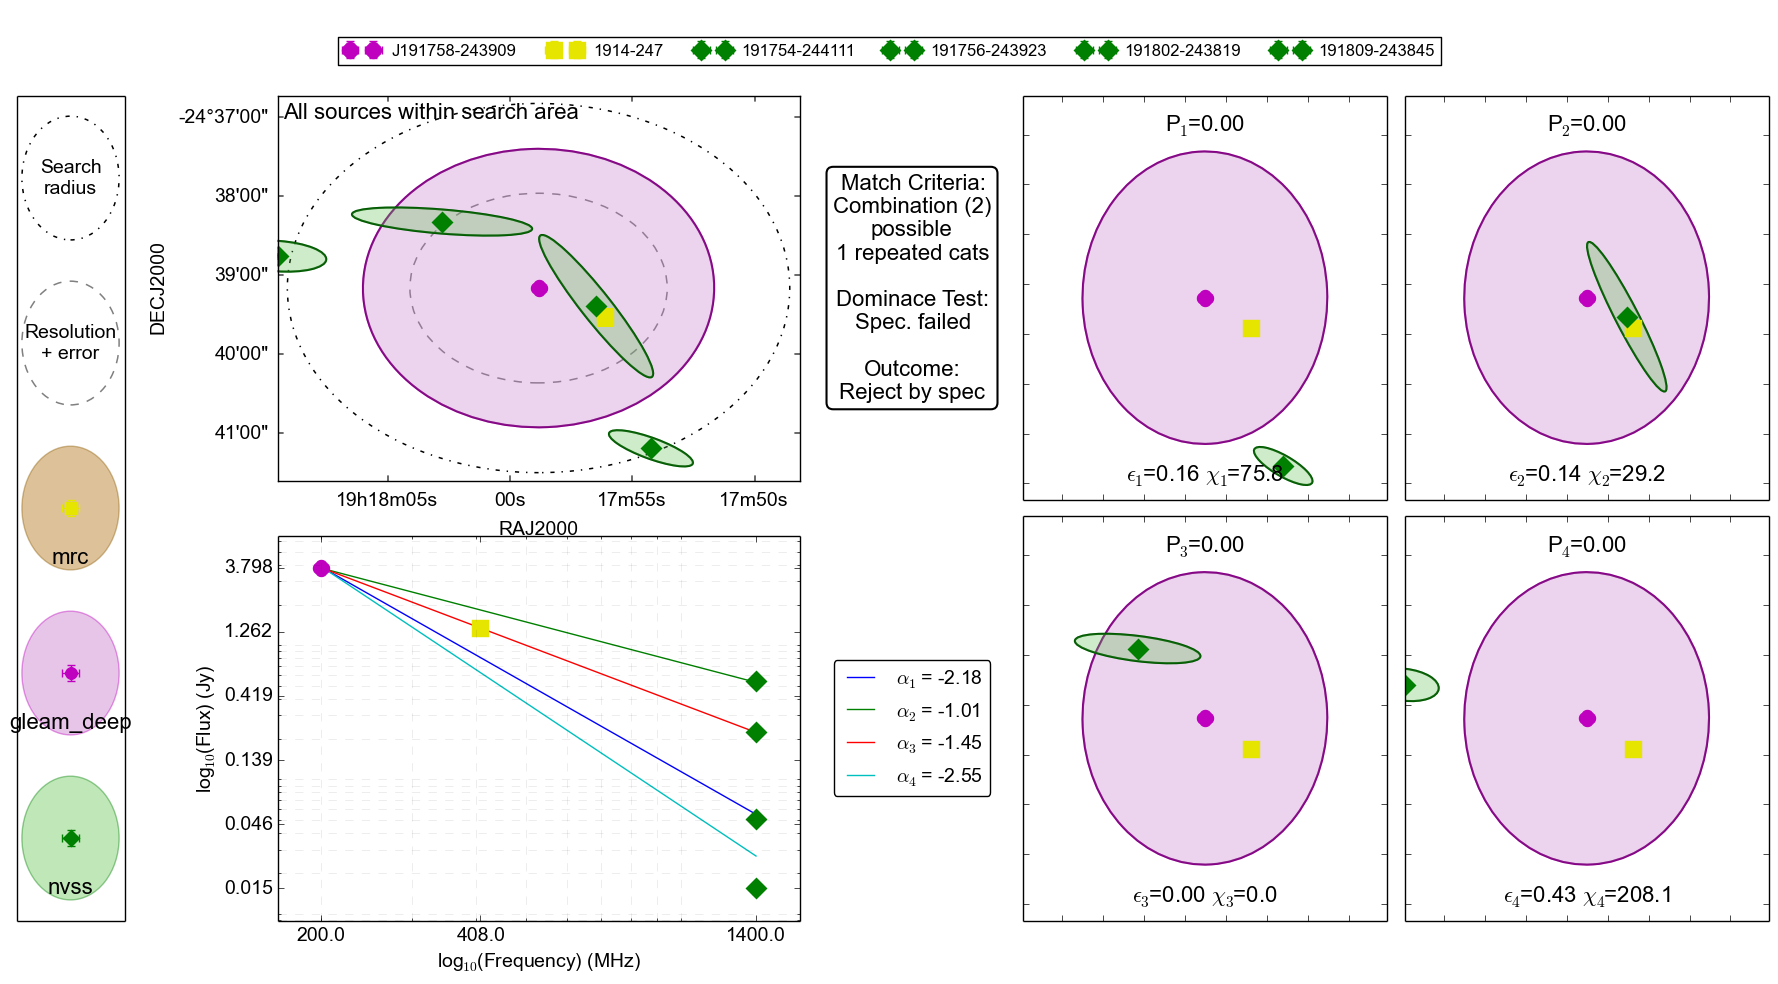 J191758-243909 1914-247 191754-244111 191756-243923 191802-243819 191809-243845
Search
radius
Resolution
+ error
mrc
gleam_deep
nvss
All sources within search area
-24°37'00"
38'00"
39'00"
40'00"
41'00"
DECJ2000
19h18m05s 00s 17m55s 17m50s
RAJ2000
Match Criteria:
Combination (2)
possible
1 repeated cats
Dominace Test:
Spec. failed
Outcome:
Reject by spec
P₁=0.00
ϵ₁=0.16 χ₁=75.8
P₂=0.00
ϵ₂=0.14 χ₂=29.2
3.798
1.262
0.419
0.139
0.046
0.015
log₁₀(Flux) (Jy)
200.0 408.0 1400.0
log₁₀(Frequency) (MHz)
α₁ = -2.18
α₂ = -1.01
α₃ = -1.45
α₄ = -2.55
P₃=0.00
ϵ₃=0.00 χ₃=0.0
P₄=0.00
ϵ₄=0.43 χ₄=208.1